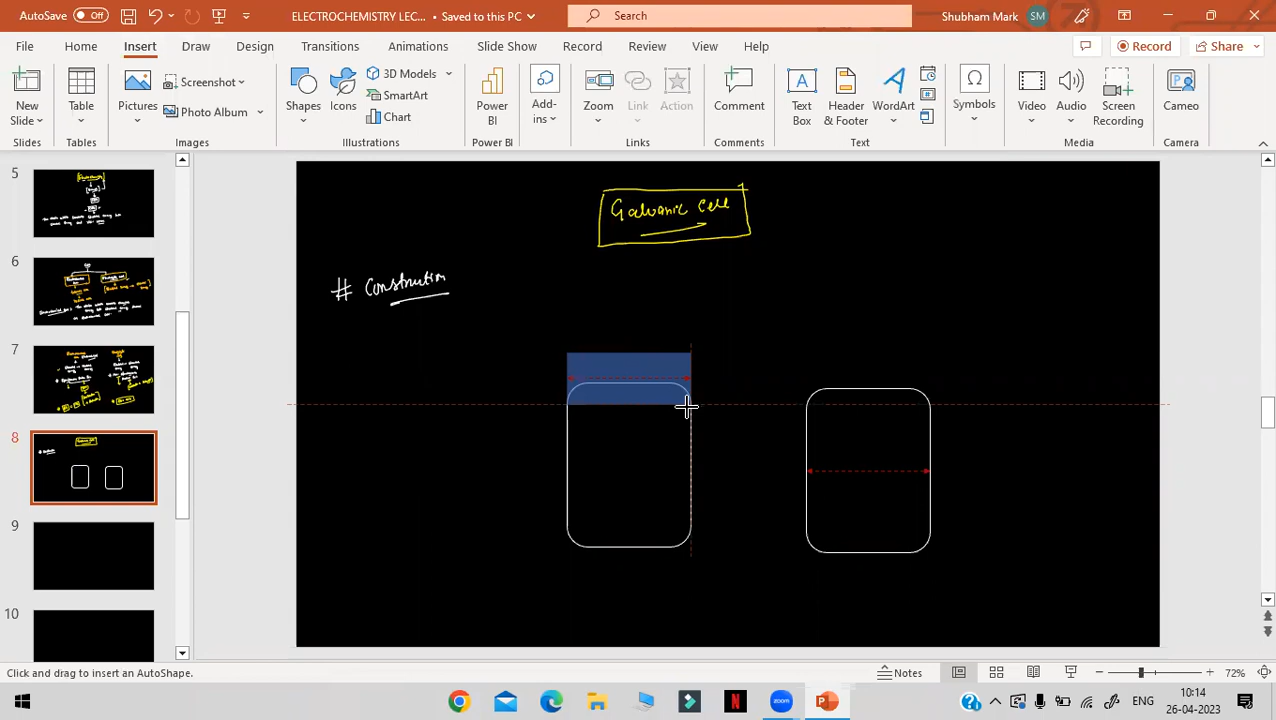 AutoSave Off
ELECTROCHEMISTRY LEC... • Saved to this PC
Search
Shubham Mark
SM
File Home Insert Draw Design Transitions Animations Slide Show Record Review View Help
Record
Share
New Slide
Table
Pictures
Screenshot
Photo Album
Shapes
Icons
3D Models
SmartArt
Chart
Power BI
Add-ins
Zoom
Link
Action
Comment
Text Box
Header & Footer
WordArt
Symbols
Video
Audio
Screen Recording
Cameo
Slides Tables Images Illustrations Power BI Links Comments Text Media Camera
5
6
7
8
9
10
Galvanic Cell
# Construction
Click and drag to insert an AutoShape.
Notes
72%
zoom
ENG
10:14
26-04-2023